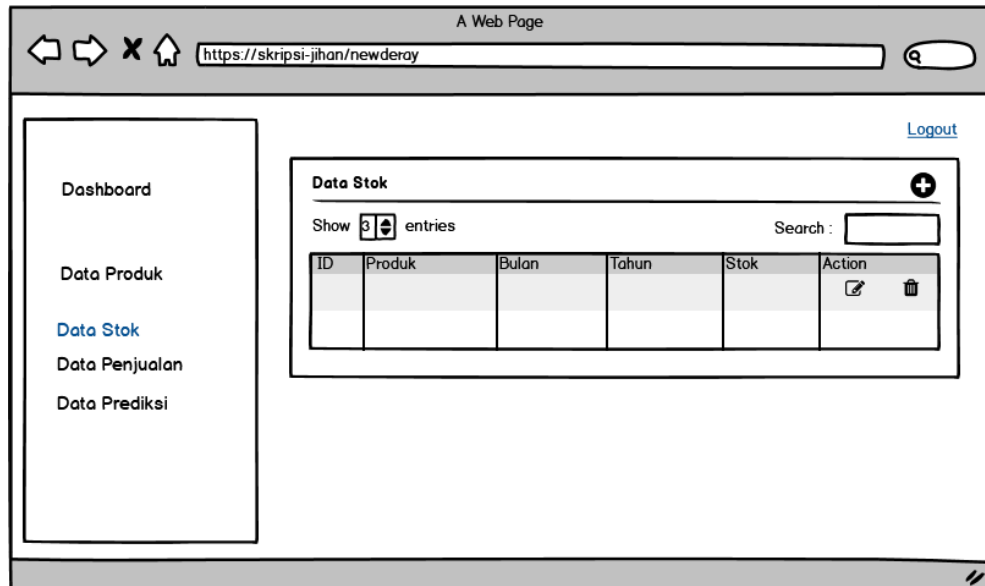 A Web Page
https://skripsi-jihan/newderay
Logout
Dashboard
Data Produk
Data Stok
Data Penjualan
Data Prediksi
Data Stok
Show 3 entries
Search :
ID Produk Bulan Tahun Stok Action